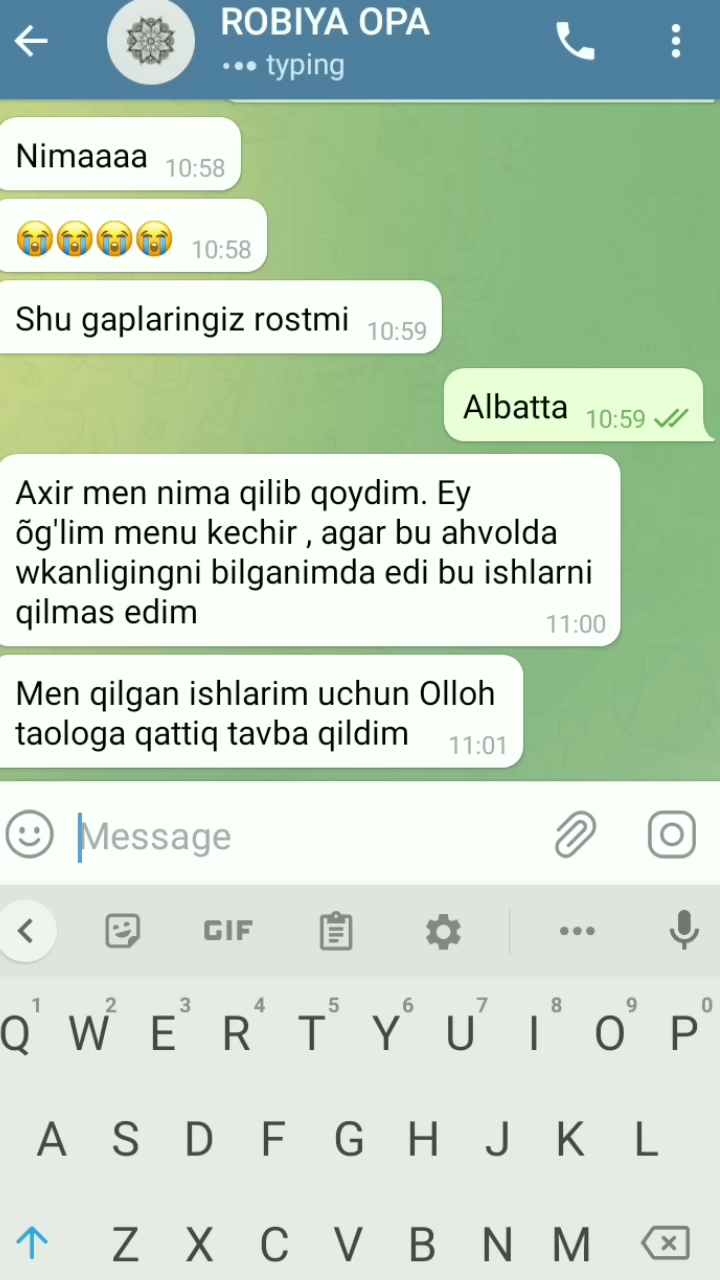 ROBIYA OPA
••• typing
Nimaaaa 10:58
😭😭😭😭 10:58
Shu gaplaringiz rostmi 10:59
Albatta 10:59
Axir men nima qilib qoydim. Ey
õg'lim menu kechir , agar bu ahvolda
wkanligingni bilganimda edi bu ishlarni
qilmas edim 11:00
Men qilgan ishlarim uchun Olloh
taologa qattiq tavba qildim 11:01
Message
GIF
1 2 3 4 5 6 7 8 9 0
Q W E R T Y U I O P
A S D F G H J K L
Z X C V B N M